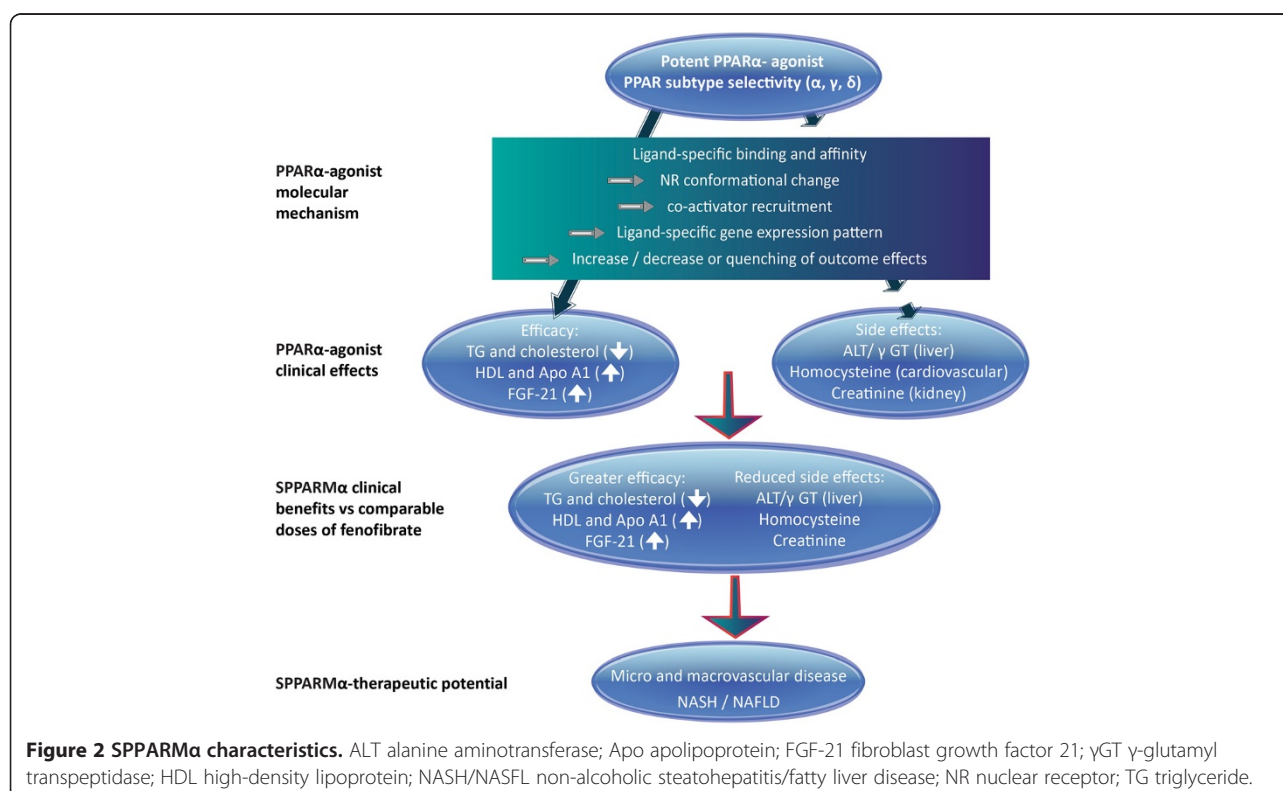 Potent PPARα- agonist
PPAR subtype selectivity (α, γ, δ)
PPARα-agonist
molecular
mechanism
Ligand-specific binding and affinity
NR conformational change
co-activator recruitment
Ligand-specific gene expression pattern
Increase / decrease or quenching of outcome effects
PPARα-agonist
clinical effects
Efficacy:
TG and cholesterol (↓)
HDL and Apo A1 (↑)
FGF-21 (↑)
Side effects:
ALT/ γ GT (liver)
Homocysteine (cardiovascular)
Creatinine (kidney)
SPPARMα clinical
benefits vs comparable
doses of fenofibrate
Greater efficacy:
TG and cholesterol (↓)
HDL and Apo A1 (↑)
FGF-21 (↑)
Reduced side effects:
ALT/γ GT (liver)
Homocysteine
Creatinine
SPPARMα-therapeutic potential
Micro and macrovascular disease
NASH / NAFLD
Figure 2 SPPARMα characteristics. ALT alanine aminotransferase; Apo apolipoprotein; FGF-21 fibroblast growth factor 21; γGT γ-glutamyl
transpeptidase; HDL high-density lipoprotein; NASH/NASFL non-alcoholic steatohepatitis/fatty liver disease; NR nuclear receptor; TG triglyceride.